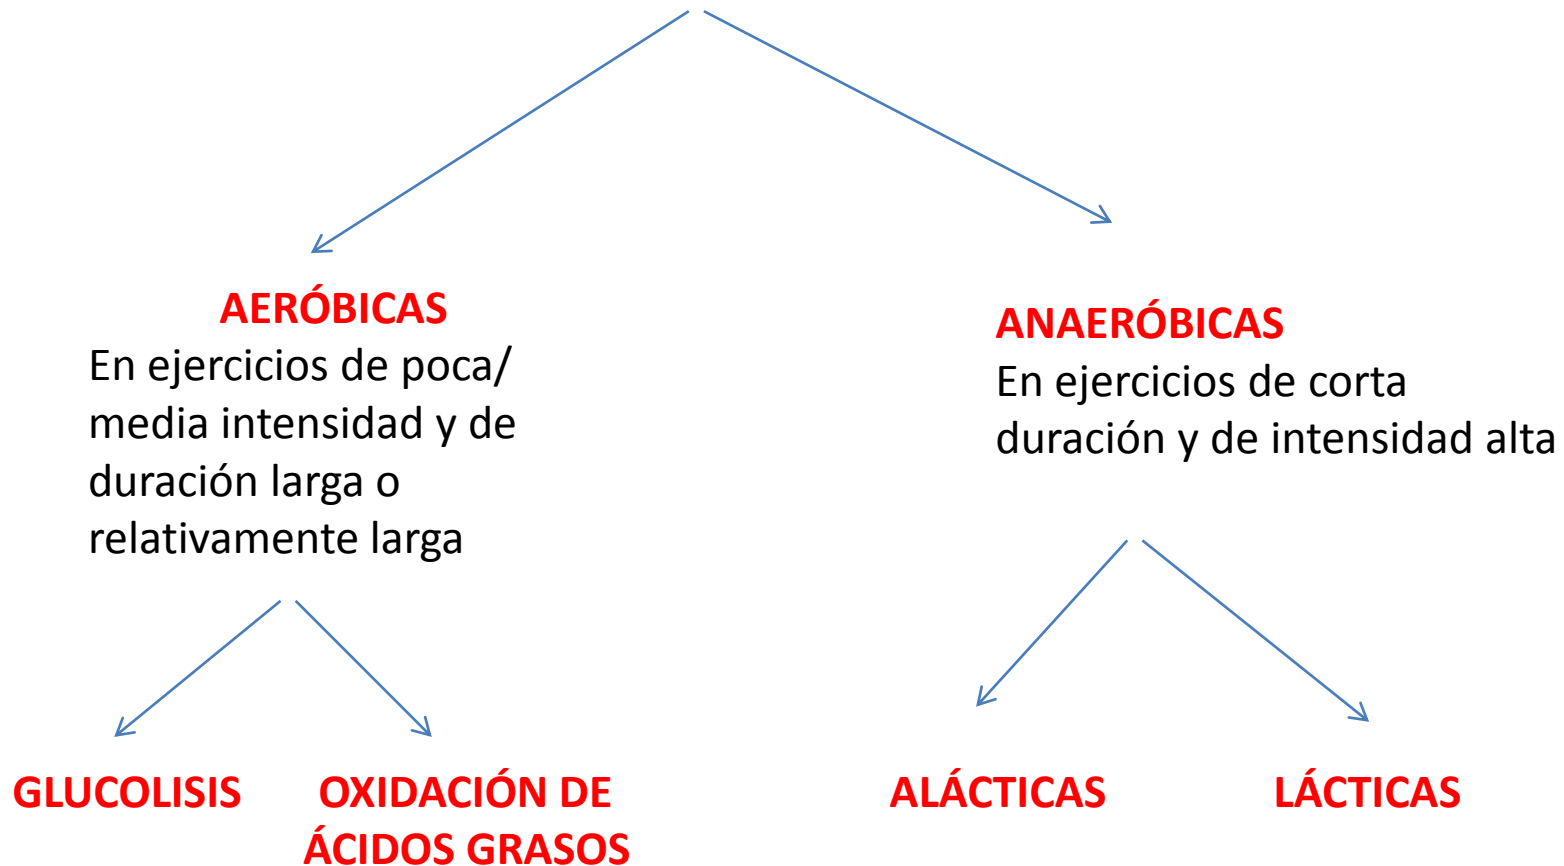 AERÓBICAS
En ejercicios de poca/
media intensidad y de
duración larga o
relativamente larga
ANAERÓBICAS
En ejercicios de corta
duración y de intensidad alta
GLUCOLISIS
OXIDACIÓN DE
ÁCIDOS GRASOS
ALÁCTICAS
LÁCTICAS